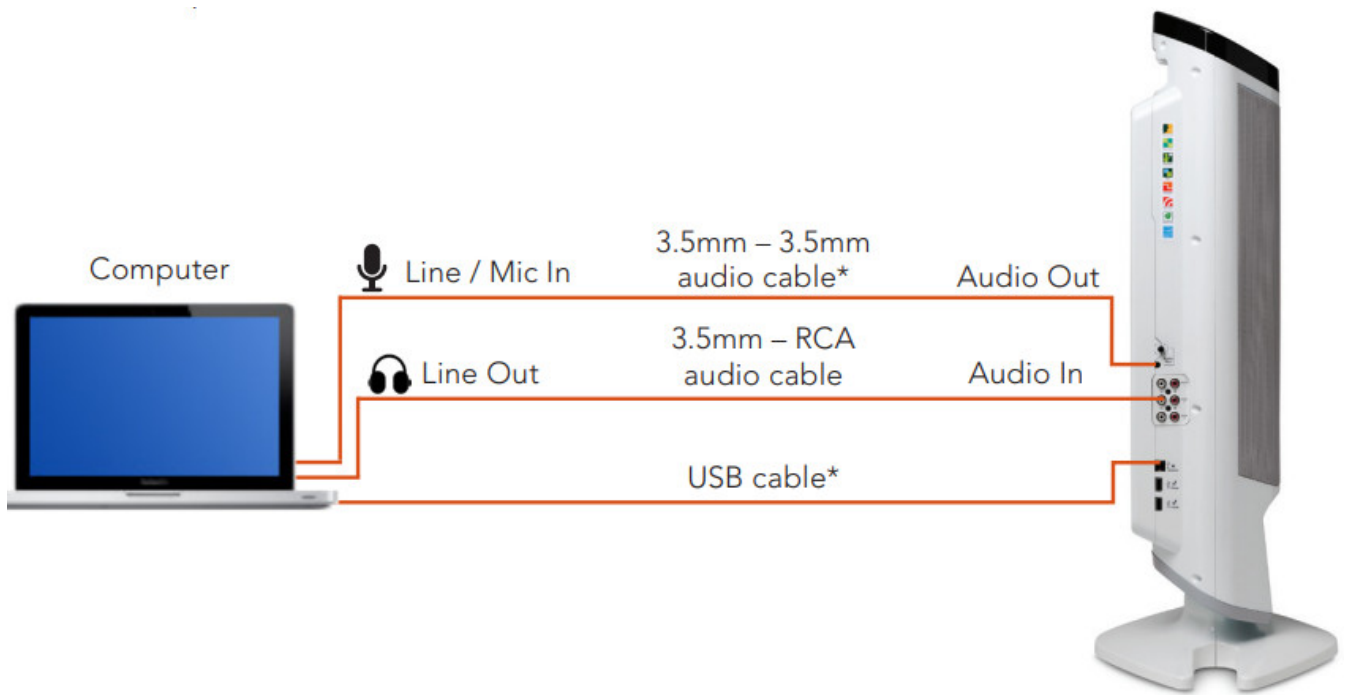 Computer
Line / Mic In
3.5mm – 3.5mm
audio cable*
Audio Out
Line Out
3.5mm – RCA
audio cable
Audio In
USB cable*